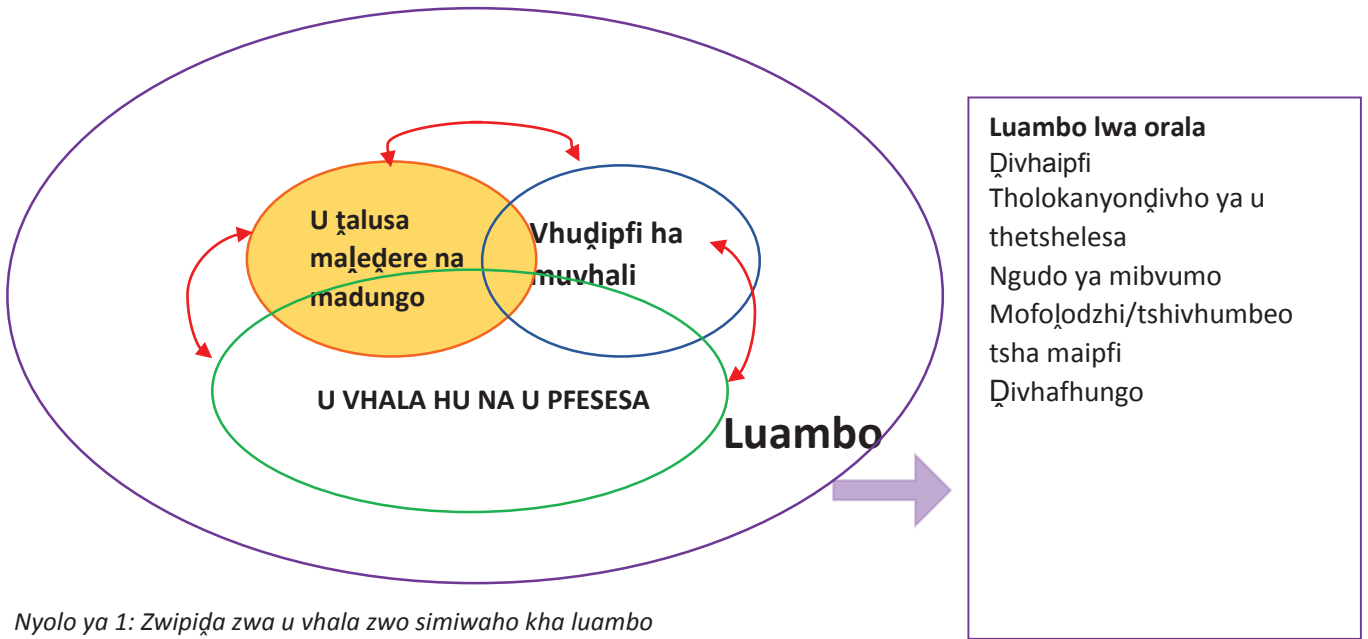 U ṱalusa
maḽeḓere na
madungo
Vhuḓipfi ha
muvhali
U VHALA HU NA U PFESESA
Luambo
Luambo lwa orala
Ḓivhaipfi
Tholokanyonḓivho ya u
thetshelesa
Ngudo ya mibvumo
Mofoḽodzhi/tshivhumbeo
tsha maipfi
Ḓivhafhungo
Nyolo ya 1: Zwipiḓa zwa u vhala zwo simiwaho kha luambo